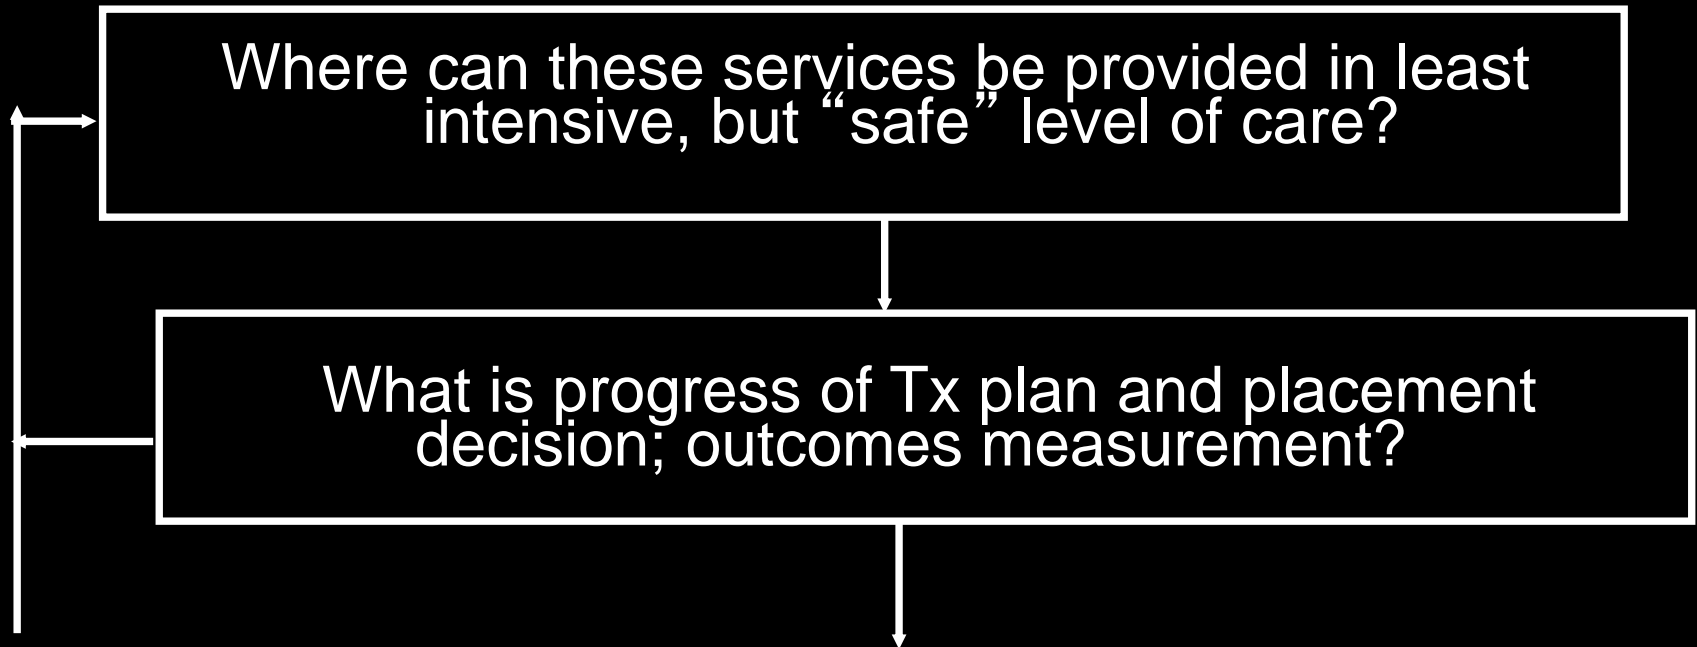 Where can these services be provided in least
intensive, but “safe” level of care?
What is progress of Tx plan and placement
decision; outcomes measurement?